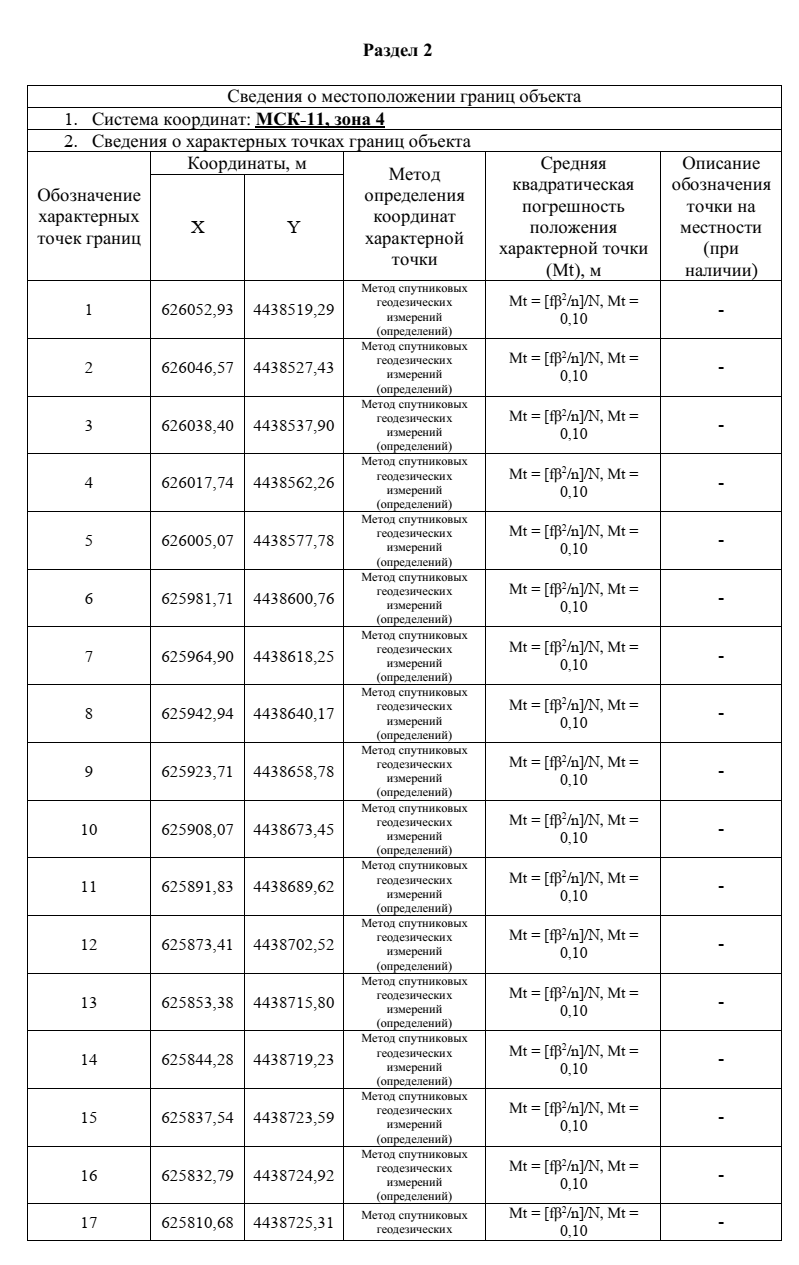 Раздел 2
Сведения о местоположении границ объекта
1. Система координат: МСК-11, зона 4
2. Сведения о характерных точках границ объекта
Обозначение
характерных
точек границ
Координаты, м
X
Y
Метод
определения
координат
характерной
точки
Средняя
квадратическая
погрешность
положения
характерной точки
(Mt), м
Описание
обозначения
точки на
местности
(при
наличии)
1
626052,93
4438519,29
Метод спутниковых
геодезических
измерений
(определений)
Mt = [fβ²/n]/N, Mt =
0,10
-
2
626046,57
4438527,43
Метод спутниковых
геодезических
измерений
(определений)
Mt = [fβ²/n]/N, Mt =
0,10
-
3
626038,40
4438537,90
Метод спутниковых
геодезических
измерений
(определений)
Mt = [fβ²/n]/N, Mt =
0,10
-
4
626017,74
4438562,26
Метод спутниковых
геодезических
измерений
(определений)
Mt = [fβ²/n]/N, Mt =
0,10
-
5
626005,07
4438577,78
Метод спутниковых
геодезических
измерений
(определений)
Mt = [fβ²/n]/N, Mt =
0,10
-
6
625981,71
4438600,76
Метод спутниковых
геодезических
измерений
(определений)
Mt = [fβ²/n]/N, Mt =
0,10
-
7
625964,90
4438618,25
Метод спутниковых
геодезических
измерений
(определений)
Mt = [fβ²/n]/N, Mt =
0,10
-
8
625942,94
4438640,17
Метод спутниковых
геодезических
измерений
(определений)
Mt = [fβ²/n]/N, Mt =
0,10
-
9
625923,71
4438658,78
Метод спутниковых
геодезических
измерений
(определений)
Mt = [fβ²/n]/N, Mt =
0,10
-
10
625908,07
4438673,45
Метод спутниковых
геодезических
измерений
(определений)
Mt = [fβ²/n]/N, Mt =
0,10
-
11
625891,83
4438689,62
Метод спутниковых
геодезических
измерений
(определений)
Mt = [fβ²/n]/N, Mt =
0,10
-
12
625873,41
4438702,52
Метод спутниковых
геодезических
измерений
(определений)
Mt = [fβ²/n]/N, Mt =
0,10
-
13
625853,38
4438715,80
Метод спутниковых
геодезических
измерений
(определений)
Mt = [fβ²/n]/N, Mt =
0,10
-
14
625844,28
4438719,23
Метод спутниковых
геодезических
измерений
(определений)
Mt = [fβ²/n]/N, Mt =
0,10
-
15
625837,54
4438723,59
Метод спутниковых
геодезических
измерений
(определений)
Mt = [fβ²/n]/N, Mt =
0,10
-
16
625832,79
4438724,92
Метод спутниковых
геодезических
измерений
(определений)
Mt = [fβ²/n]/N, Mt =
0,10
-
17
625810,68
4438725,31
Метод спутниковых
геодезических
Mt = [fβ²/n]/N, Mt =
0,10
-